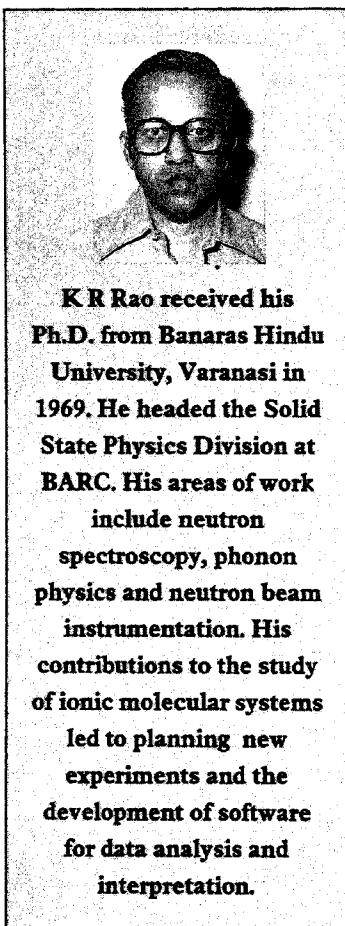 K R Rao received his
Ph.D. from Banaras Hindu
University, Varanasi in
1969. He headed the Solid
State Physics Division at
BARC. His areas of work
include neutron
spectroscopy, phonon
physics and neutron beam
instrumentation. His
contributions to the study
of ionic molecular systems
led to planning new
experiments and the
development of software
for data analysis and
interpretation.